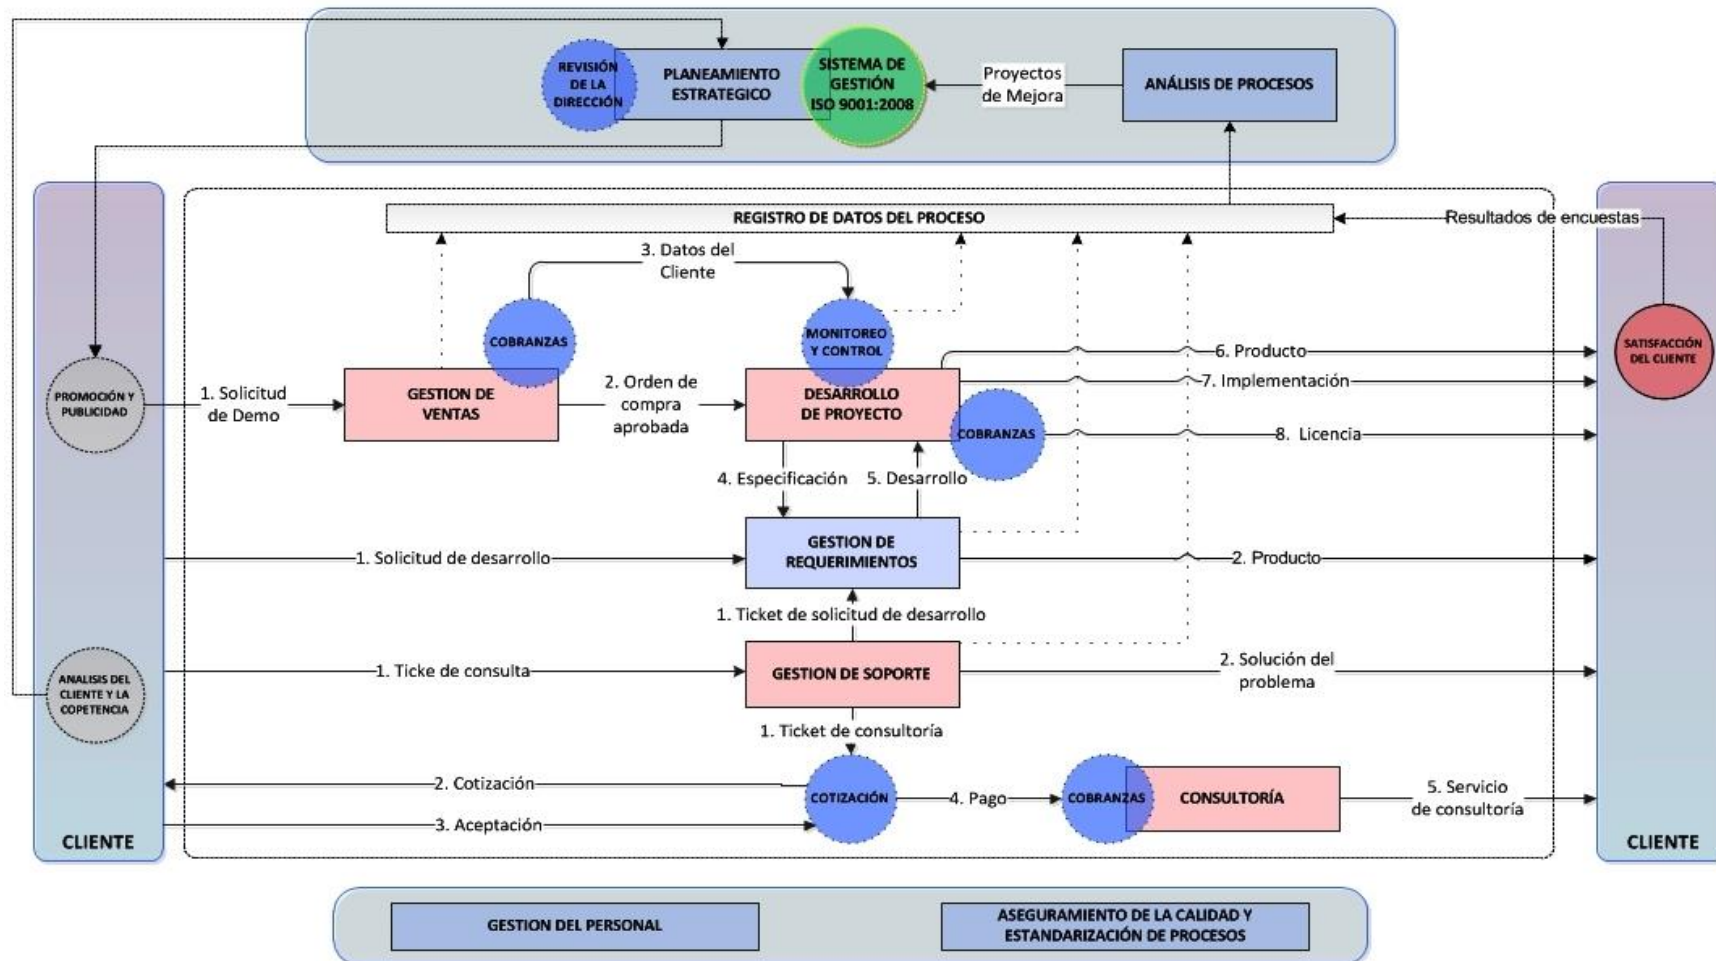 REVISIÓN
DE LA
DIRECCIÓN
PLANEAMIENTO
ESTRATEGICO
SISTEMA DE
GESTIÓN
ISO 9001:2008
Proyectos
de Mejora
ANÁLISIS DE PROCESOS
REGISTRO DE DATOS DEL PROCESO
Resultados de encuestas
3. Datos del
Cliente
COBRANZAS
MONITOREO
Y CONTROL
SATISFACCIÓN
DEL CLIENTE
PROMOCIÓN Y
PUBLICIDAD
1. Solicitud
de Demo
GESTION DE
VENTAS
2. Orden de
compra
aprobada
DESARROLLO
DE PROYECTO
6. Producto
7. Implementación
COBRANZAS
8. Licencia
4. Especificación
5. Desarrollo
1. Solicitud de desarrollo
GESTION DE
REQUERIMIENTOS
2. Producto
1. Ticket de solicitud de desarrollo
ANALISIS DEL
CLIENTE Y LA
COPETENCIA
1. Ticke de consulta
GESTION DE SOPORTE
2. Solución del
problema
1. Ticket de consultoría
2. Cotización
COTIZACIÓN
4. Pago
COBRANZAS
CONSULTORÍA
5. Servicio
de consultoría
3. Aceptación
CLIENTE
CLIENTE
GESTION DEL PERSONAL
ASEGURAMIENTO DE LA CALIDAD Y
ESTANDARIZACIÓN DE PROCESOS